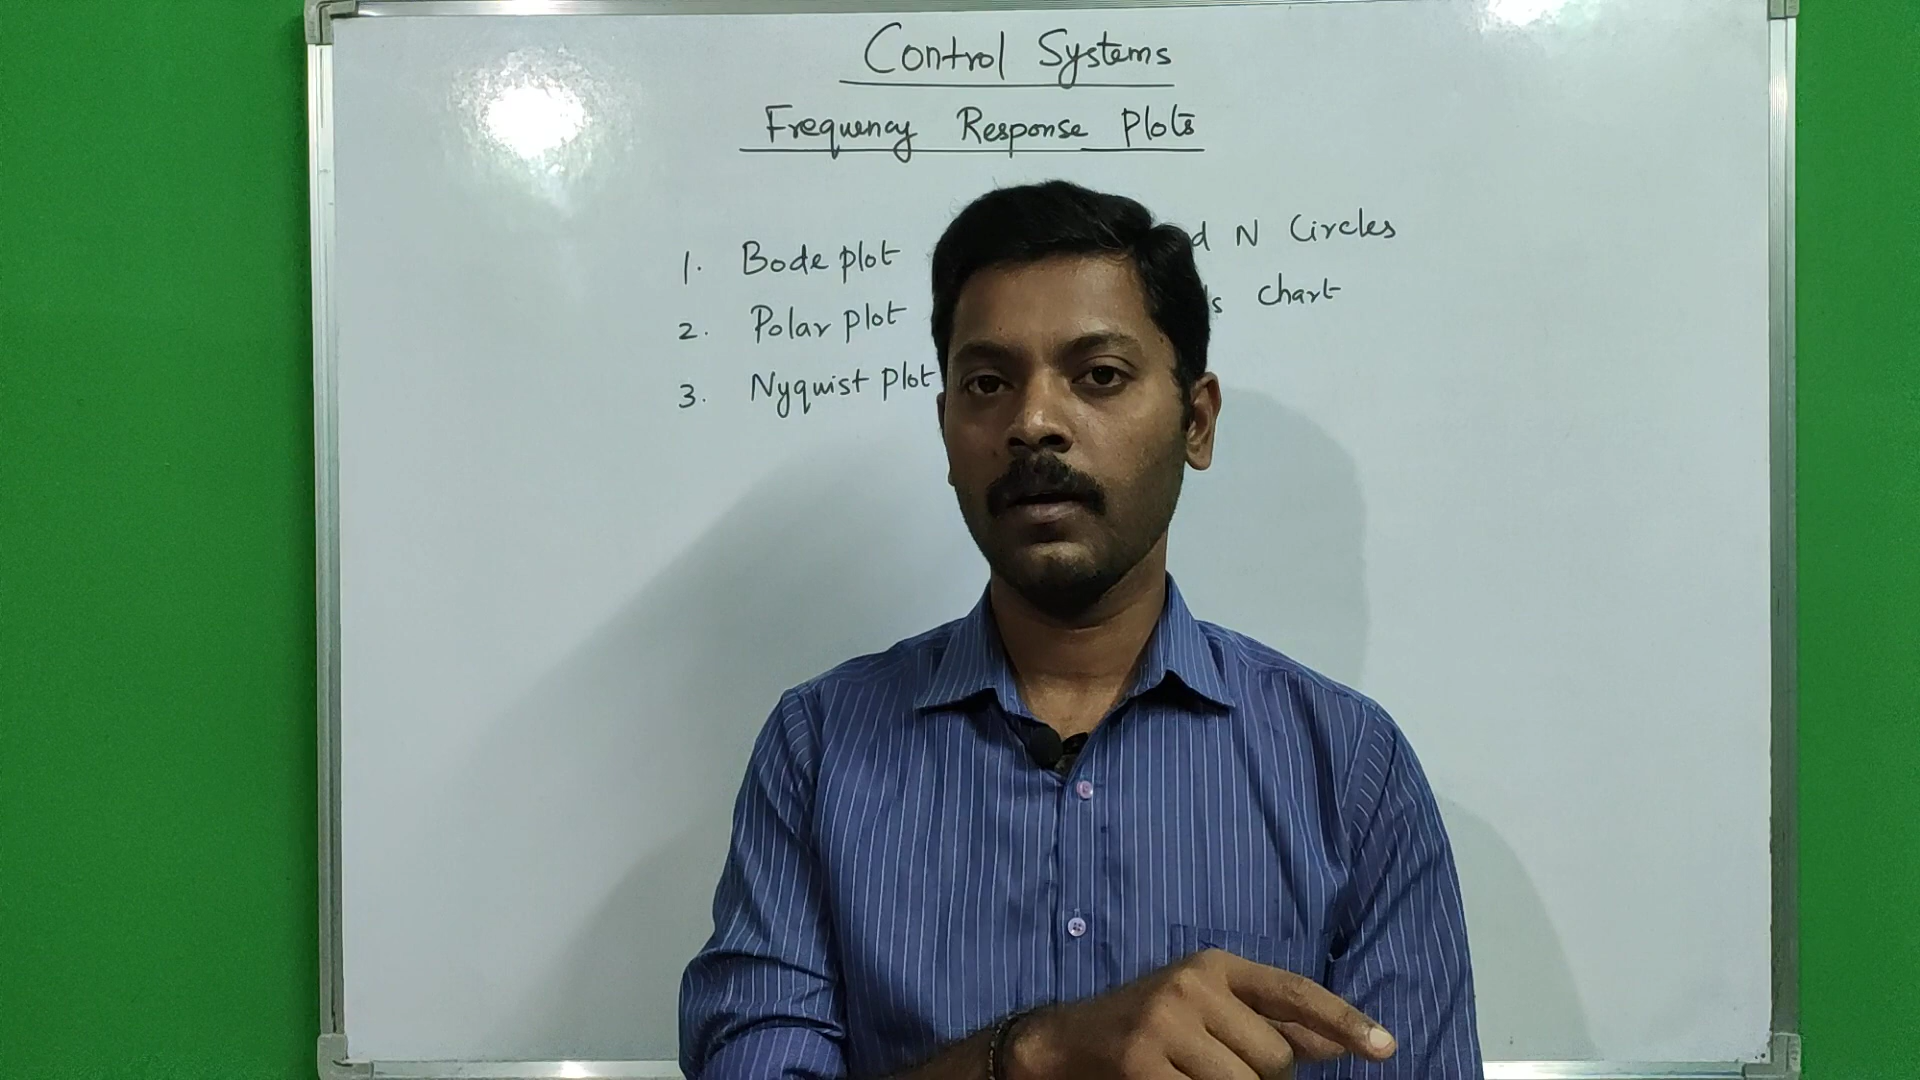 Control Systems
Frequency Response Plots
1. Bode plot
2. Polar plot
3. Nyquist Plot
N Circles
chart